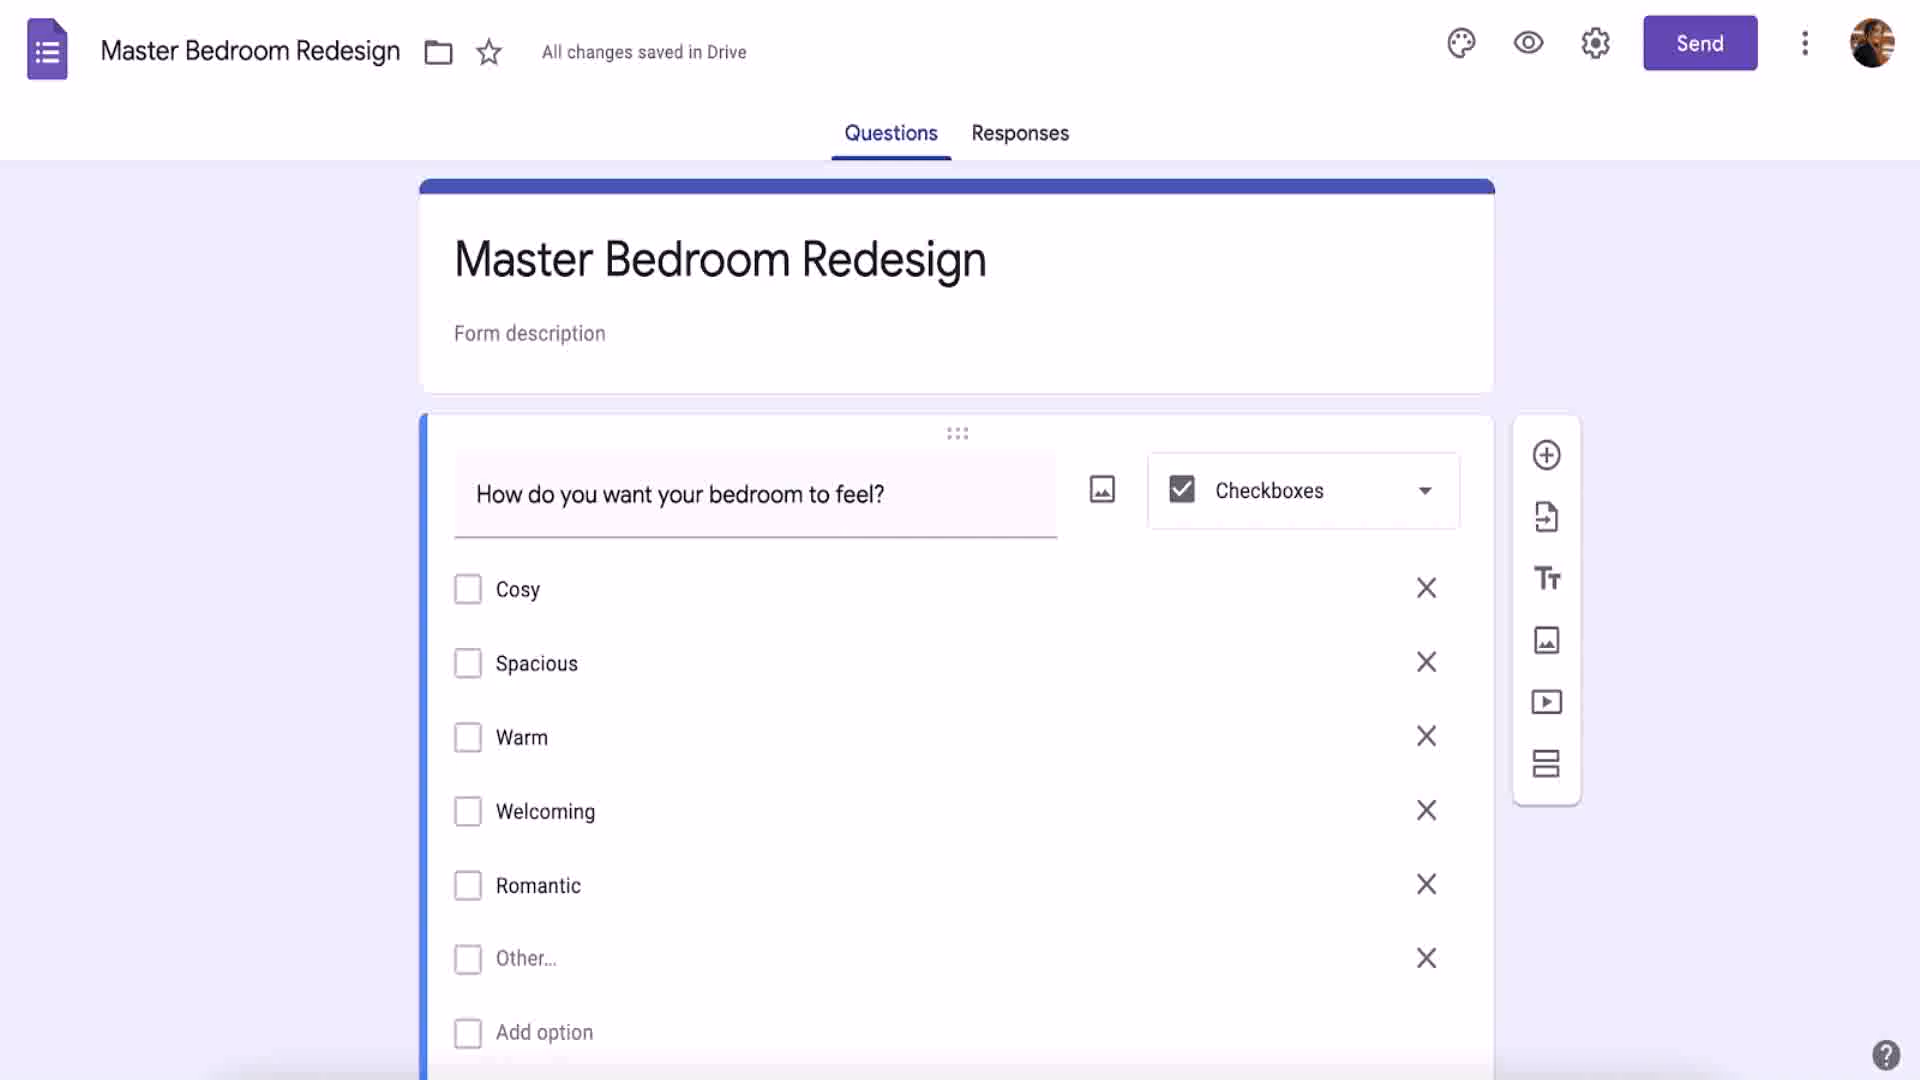 Master Bedroom Redesign
All changes saved in Drive
Send
Questions
Responses
Master Bedroom Redesign
Form description
How do you want your bedroom to feel?
Checkboxes
Cosy
Spacious
Warm
Welcoming
Romantic
Other...
Add option